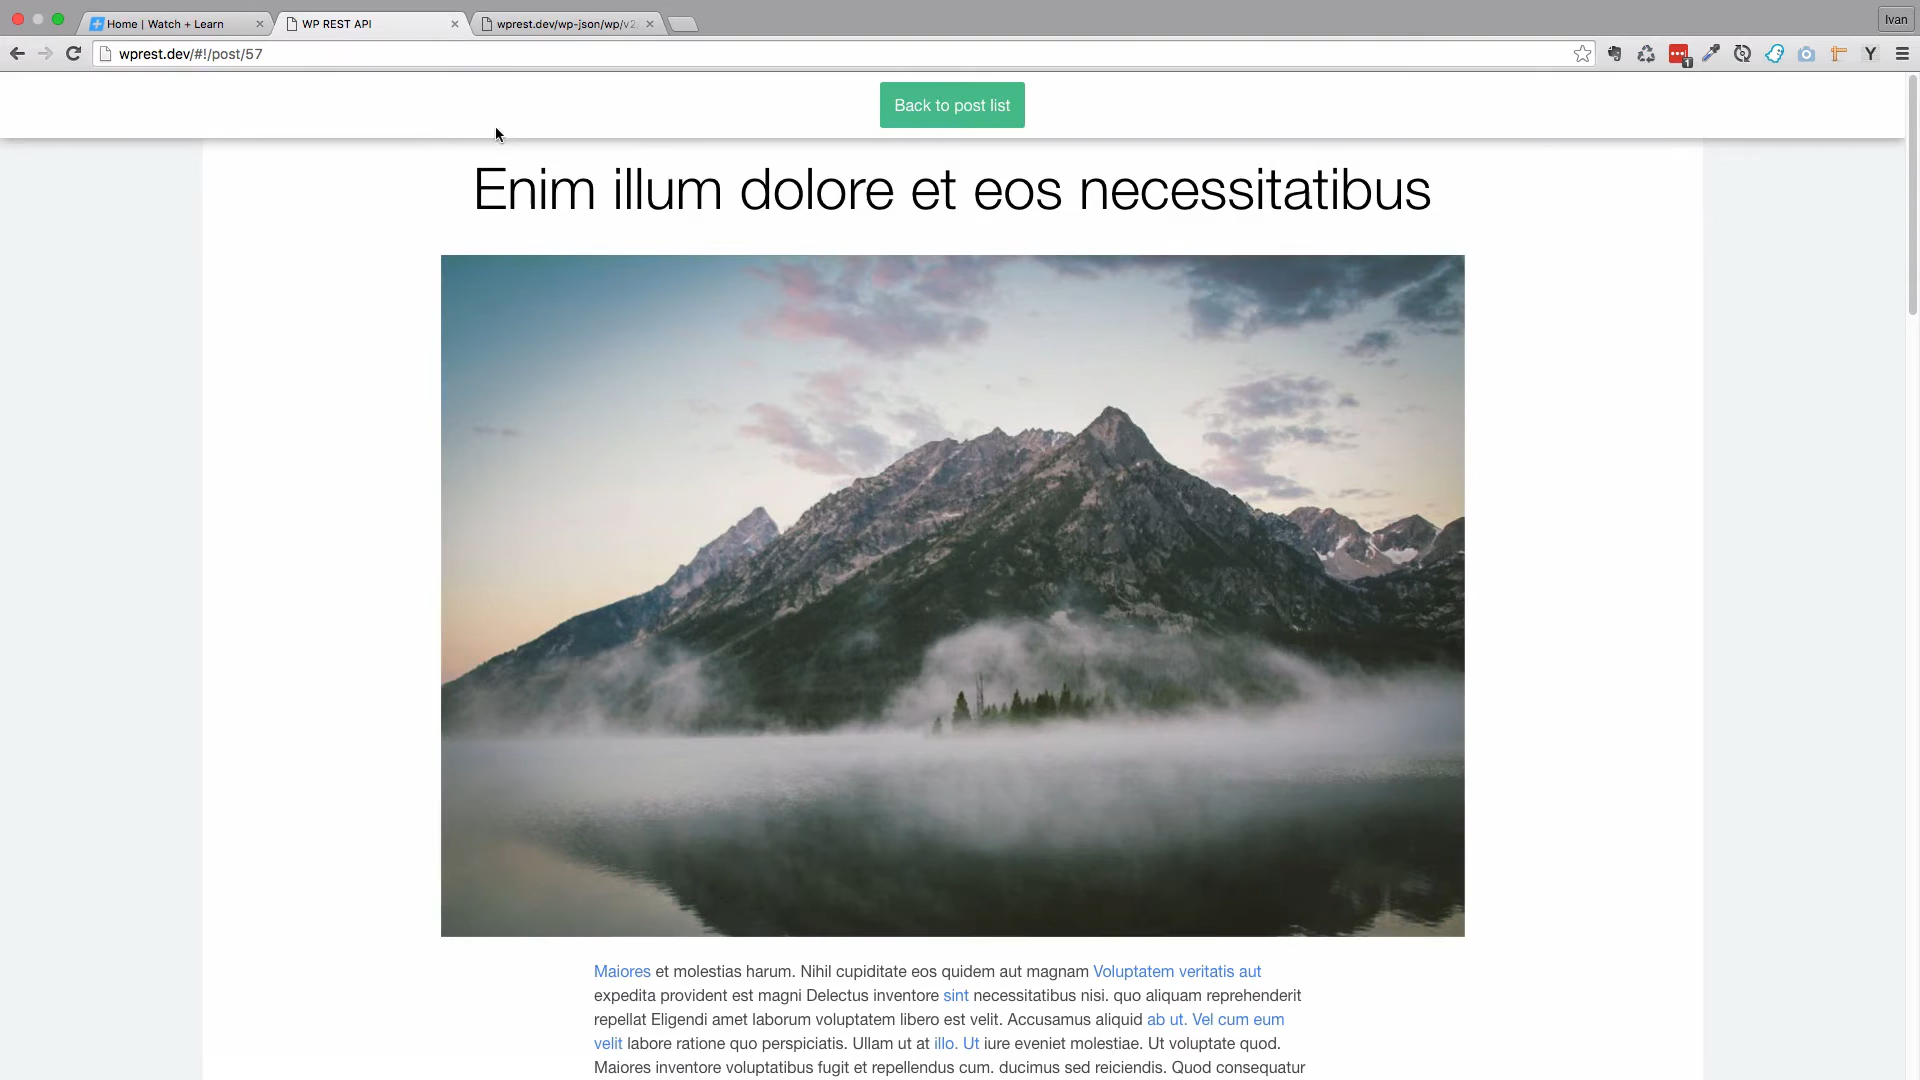 Home | Watch + Learn
WP REST API
wprest.dev/wp-json/wp/v2
Ivan
wprest.dev/#!/post/57
1
Y
Back to post list
Enim illum dolore et eos necessitatibus
Maiores et molestias harum. Nihil cupiditate eos quidem aut magnam Voluptatem veritatis aut
expedita provident est magni Delectus inventore sint necessitatibus nisi. quo aliquam reprehenderit
repellat Eligendi amet laborum voluptatem libero est velit. Accusamus aliquid ab ut. Vel cum eum
velit labore ratione quo perspiciatis. Ullam ut at illo. Ut iure eveniet molestiae. Ut voluptate quod.
Maiores inventore voluptatibus fugit et repellendus cum. ducimus sed reiciendis. Quod consequatur